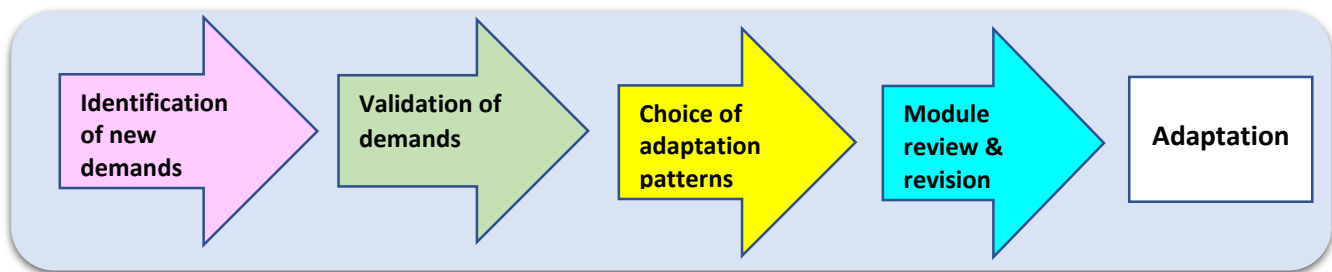 Identification
of new
demands
Validation of
demands
Choice of
adaptation
patterns
Module
review &
revision
Adaptation